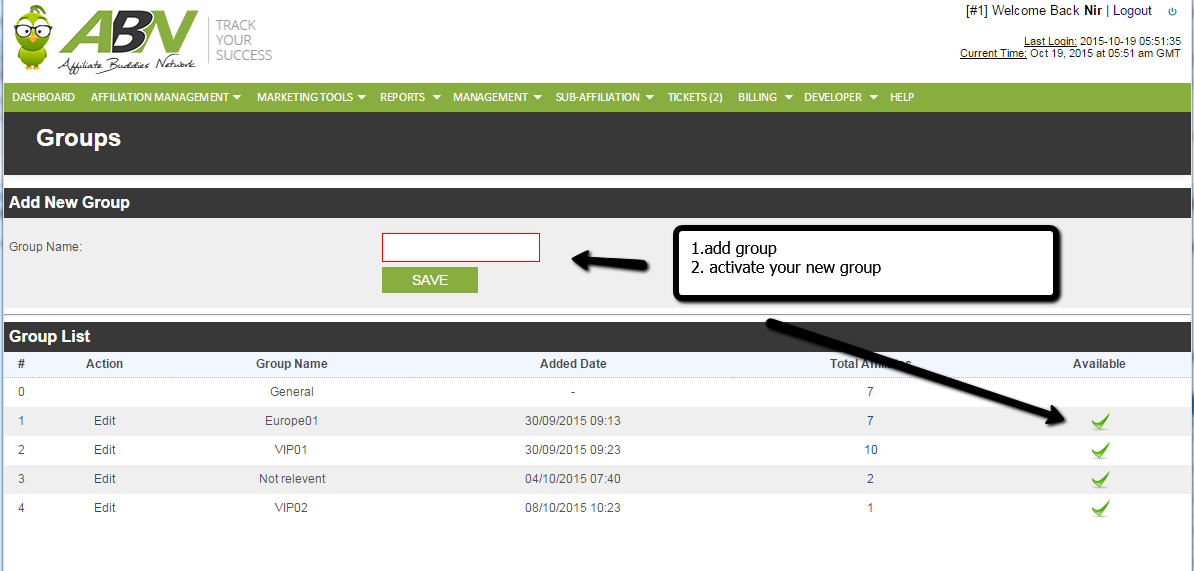 [#1] Welcome Back Nir | Logout
ABN
Affiliate Buddies Network
TRACK
YOUR
SUCCESS
Last Login: 2015-10-19 05:51:35
Current Time: Oct 19, 2015 at 05:51 am GMT
DASHBOARD AFFILIATION MANAGEMENT MARKETING TOOLS REPORTS MANAGEMENT SUB-AFFILIATION TICKETS (2) BILLING DEVELOPER HELP
Groups
Add New Group
Group Name:
SAVE
1.add group
2. activate your new group
Group List
# Action Group Name Added Date Total Available
0 General - 7
1 Edit Europe01 30/09/2015 09:13 7
2 Edit VIP01 30/09/2015 09:23 10
3 Edit Not relevent 04/10/2015 07:40 2
4 Edit VIP02 08/10/2015 10:23 1